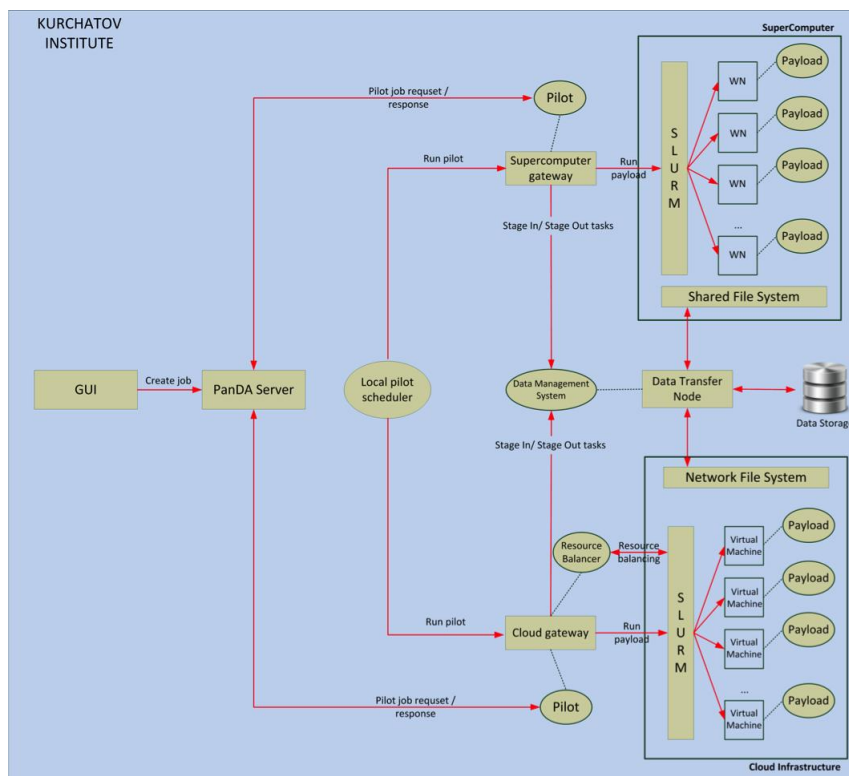 KURCHATOV
INSTITUTE
SuperComputer
Payload
WN
Pilot job requset /
response
Pilot
S
L
U
R
M
Payload
WN
Run pilot
Supercomputer
gateway
Run
payload
Payload
WN
Stage In/ Stage Out tasks
...
Payload
WN
Shared File System
GUI
Create job
PanDA Server
Local pilot
scheduler
Data Management
System
Data Transfer
Node
Data Storage
Stage In/ Stage Out tasks
Network File System
Payload
Virtual
Machine
Resource
Balancer
Resource
balancing
S
L
U
R
M
Payload
Virtual
Machine
Run pilot
Cloud gateway
Run
payload
Payload
Virtual
Machine
Pilot job requset /
response
Pilot
...
Payload
Virtual
Machine
Cloud Infrastructure